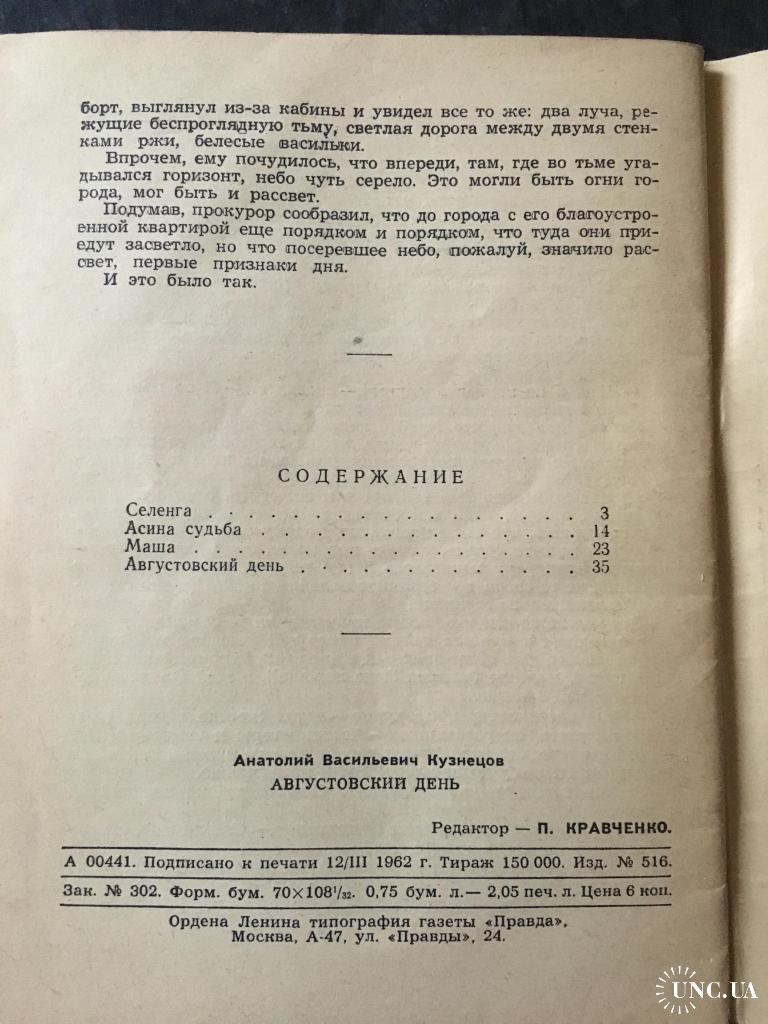 борт, выглянул из-за кабины и увидел все то же: два луча, ре-
жущие беспроглядную тьму, светлая дорога между двумя стен-
ками ржи, белесые васильки.
Впрочем, ему почудилось, что впереди, там, где во тьме уга-
дывался горизонт, небо чуть серело. Это могли быть огни го-
рода, мог быть и рассвет.
Подумав, прокурор сообразил, что до города с его благоустро-
енной квартирой еще порядком и порядком, что туда они при-
едут засветло, но что посеревшее небо, пожалуй, значило рас-
свет, первые признаки дня.
И это было так.
СОДЕРЖАНИЕ
Селенга . . . . . . . . . . . . . . . . . 3
Асина судьба . . . . . . . . . . . . . . 14
Маша . . . . . . . . . . . . . . . . . . 23
Августовский день . . . . . . . . . . . . 35
Анатолий Васильевич Кузнецов
АВГУСТОВСКИЙ ДЕНЬ
Редактор — П. КРАВЧЕНКО.
А 00441. Подписано к печати 12/III 1962 г. Тираж 150 000. Изд. № 516.
Зак. № 302. Форм. бум. 70×108¹/₃₂. 0,75 бум. л.— 2,05 печ. л. Цена 6 коп.
Ордена Ленина типография газеты «Правда»,
Москва, А-47, ул. «Правды», 24.
UNC.UA